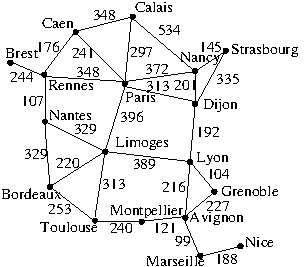 Calais
348
Caen
534
Brest
176
241
297
145
Strasbourg
Nancy
244
348
372
313
201
335
Rennes
Paris
107
396
Dijon
Nantes
329
192
Limoges
329
220
389
Lyon
104
313
216
Grenoble
Bordeaux
253
227
Montpellier
Avignon
Toulouse
240
121
99
Nice
Marseille
188